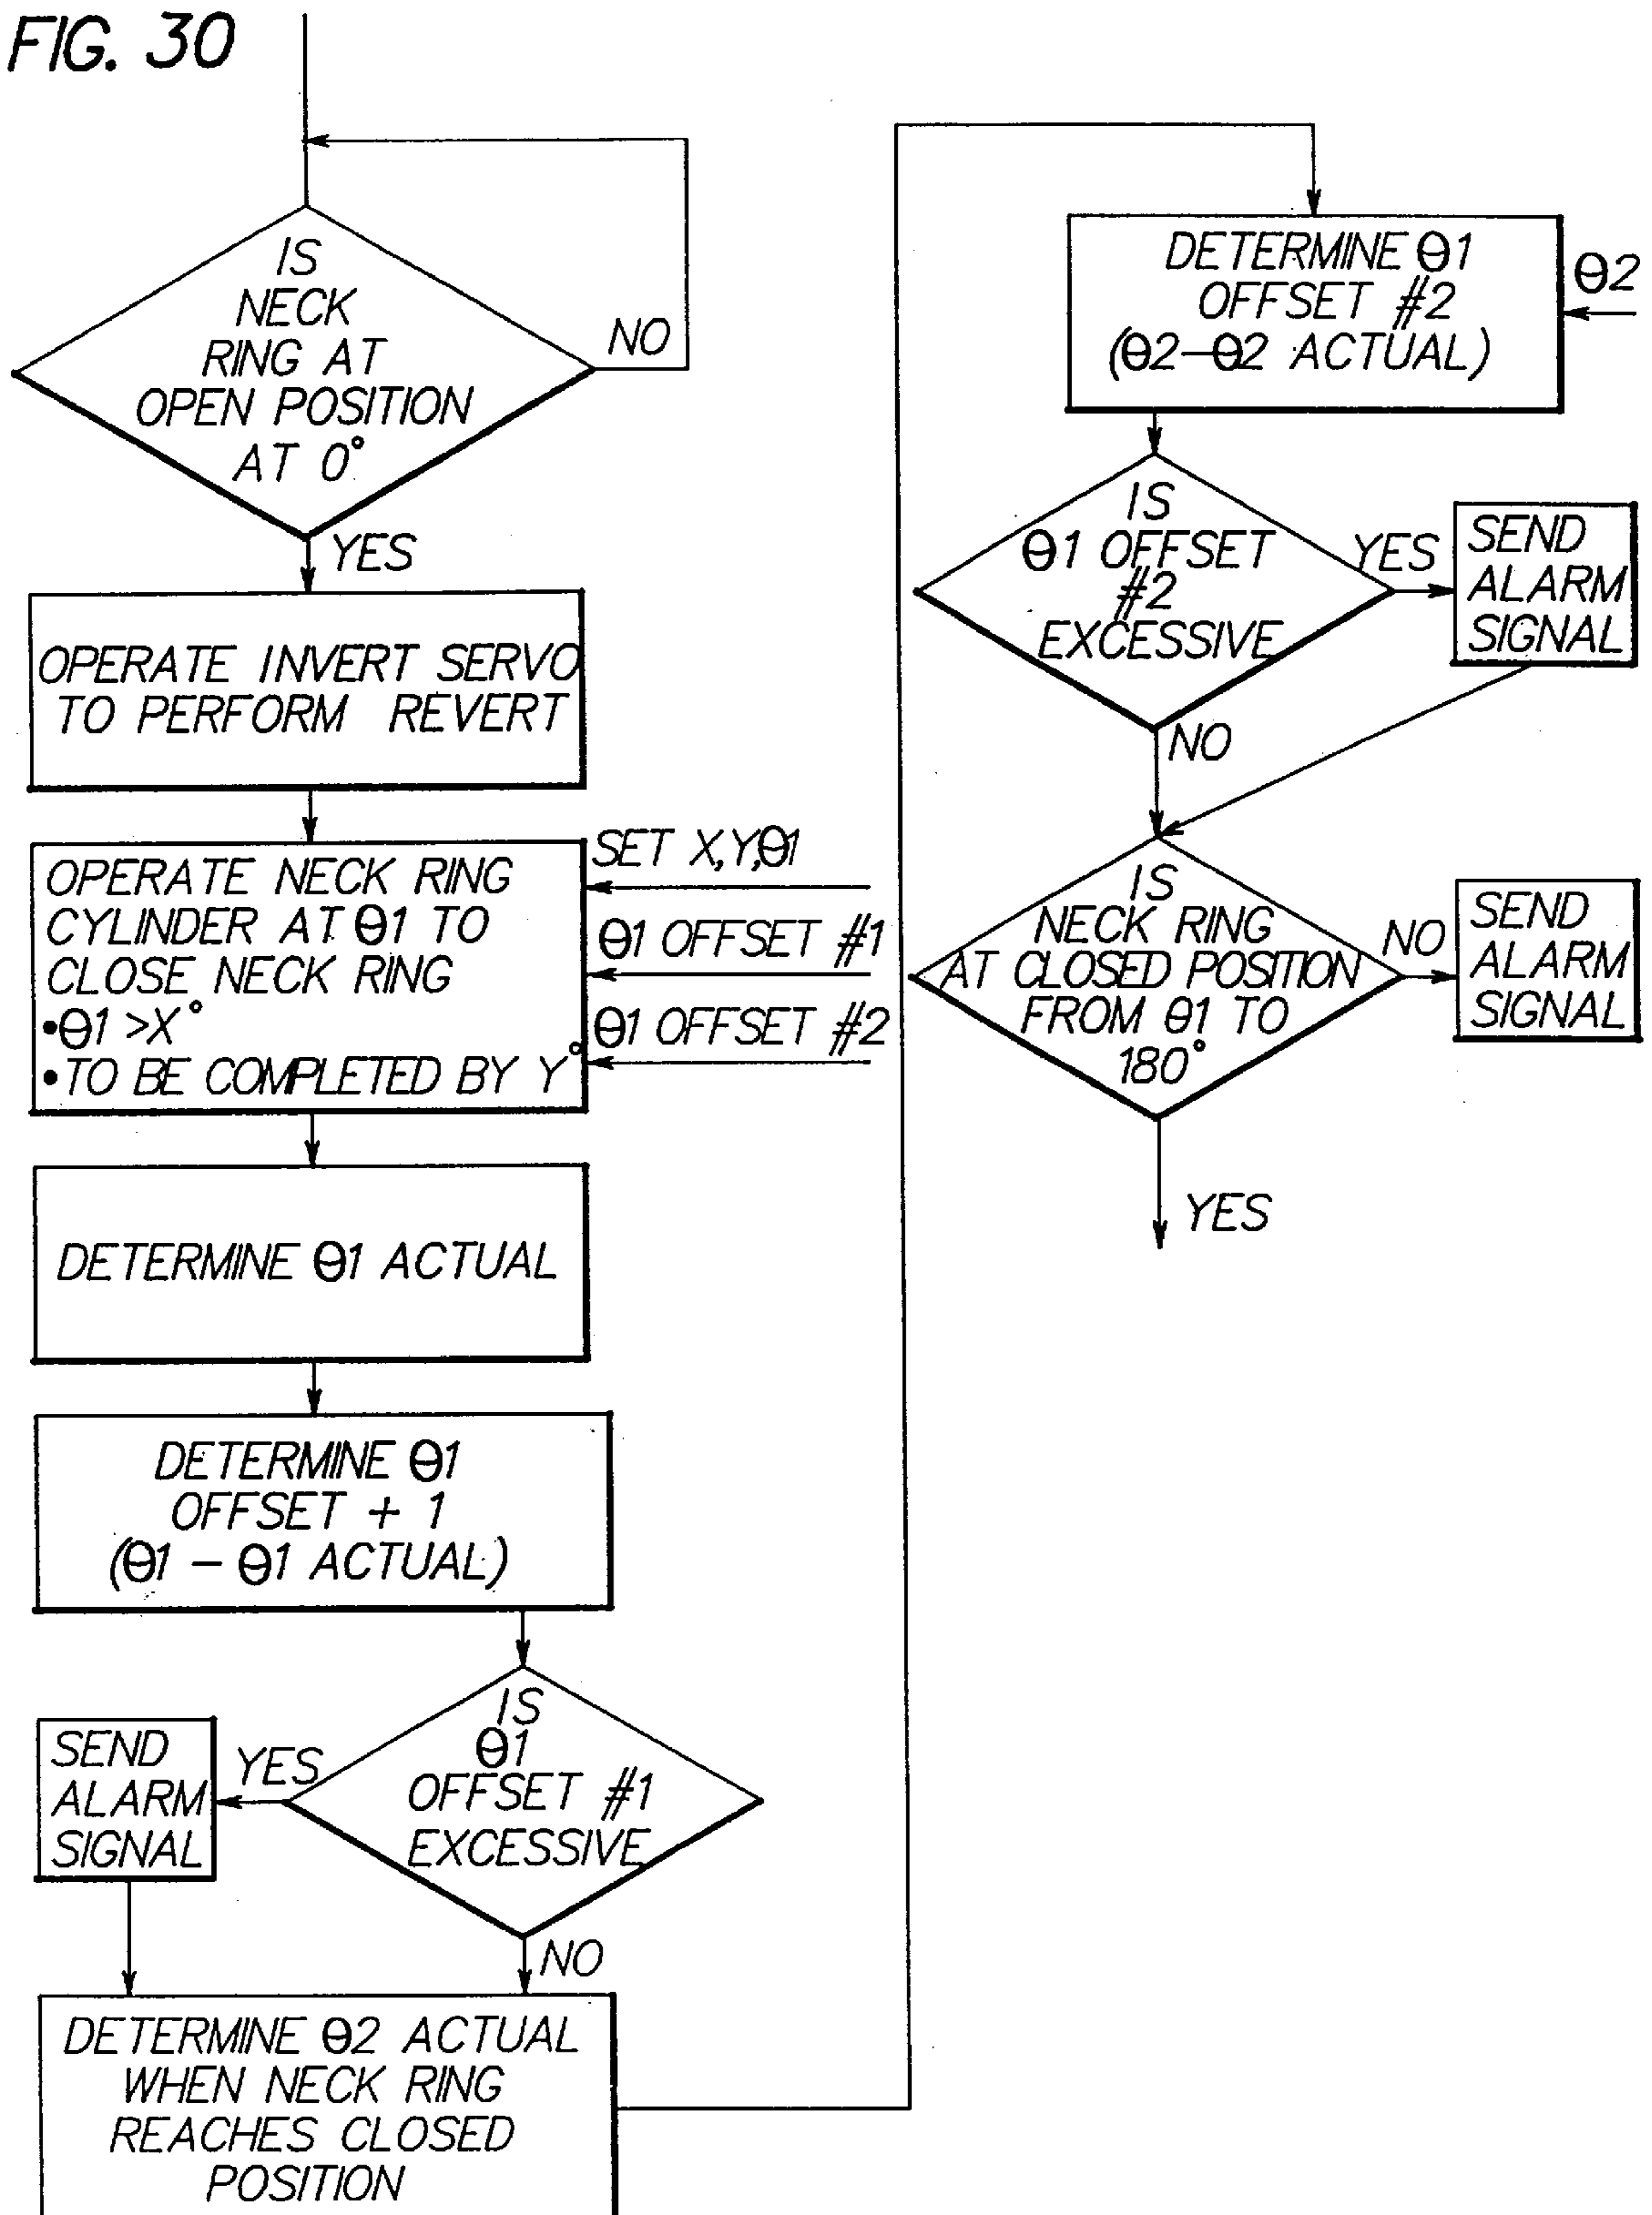 FIG. 30
IS
NECK
RING AT
OPEN POSITION
AT 0°
NO
YES
OPERATE INVERT SERVO
TO PERFORM REVERT
OPERATE NECK RING
CYLINDER AT θ1 TO
CLOSE NECK RING
•θ1 >X°
•TO BE COMPLETED BY Y°
SET X,Y,θ1
θ1 OFFSET #1
θ1 OFFSET #2
DETERMINE θ1 ACTUAL
DETERMINE θ1
OFFSET + 1
(θ1 – θ1 ACTUAL)
IS
θ1
OFFSET #1
EXCESSIVE
YES
SEND
ALARM
SIGNAL
NO
DETERMINE θ2 ACTUAL
WHEN NECK RING
REACHES CLOSED
POSITION
DETERMINE θ1
OFFSET #2
(θ2–θ2 ACTUAL)
θ2
IS
θ1 OFFSET
#2
EXCESSIVE
YES
SEND
ALARM
SIGNAL
NO
IS
NECK RING
AT CLOSED POSITION
FROM θ1 TO
180°
NO
SEND
ALARM
SIGNAL
YES